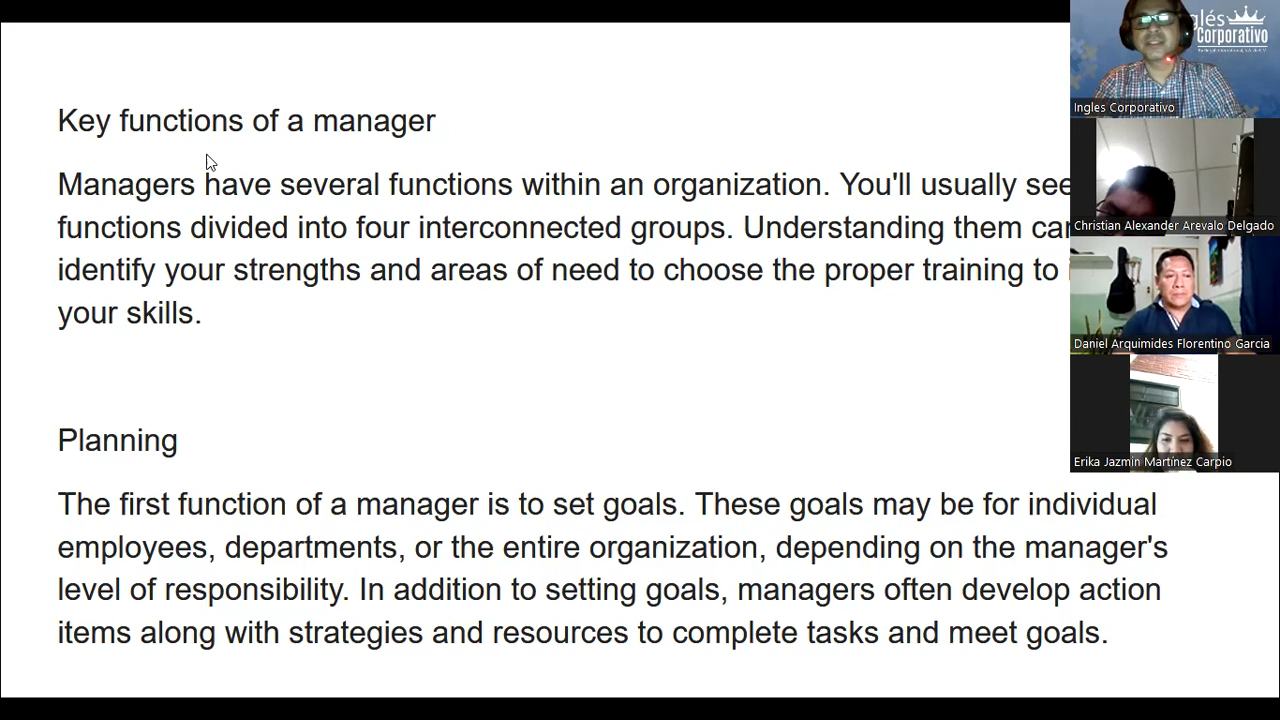 Key functions of a manager
Managers have several functions within an organization. You'll usually see
functions divided into four interconnected groups. Understanding them
identify your strengths and areas of need to choose the proper training to
your skills.
Planning
The first function of a manager is to set goals. These goals may be for individual
employees, departments, or the entire organization, depending on the manager's
level of responsibility. In addition to setting goals, managers often develop action
items along with strategies and resources to complete tasks and meet goals.
Corporativo
Ingles Corporativo
Christian Alexander Arevalo Delgado
Daniel Arquimides Florentino Garcia
Erika Jazmin Martínez Carpio